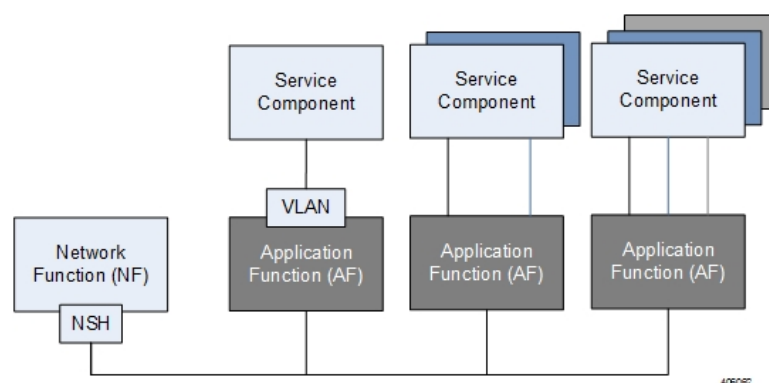 Service
Component
Service
Component
Service
Component
VLAN
Network
Function (NF)
Application
Function (AF)
Application
Function (AF)
Application
Function (AF)
NSH